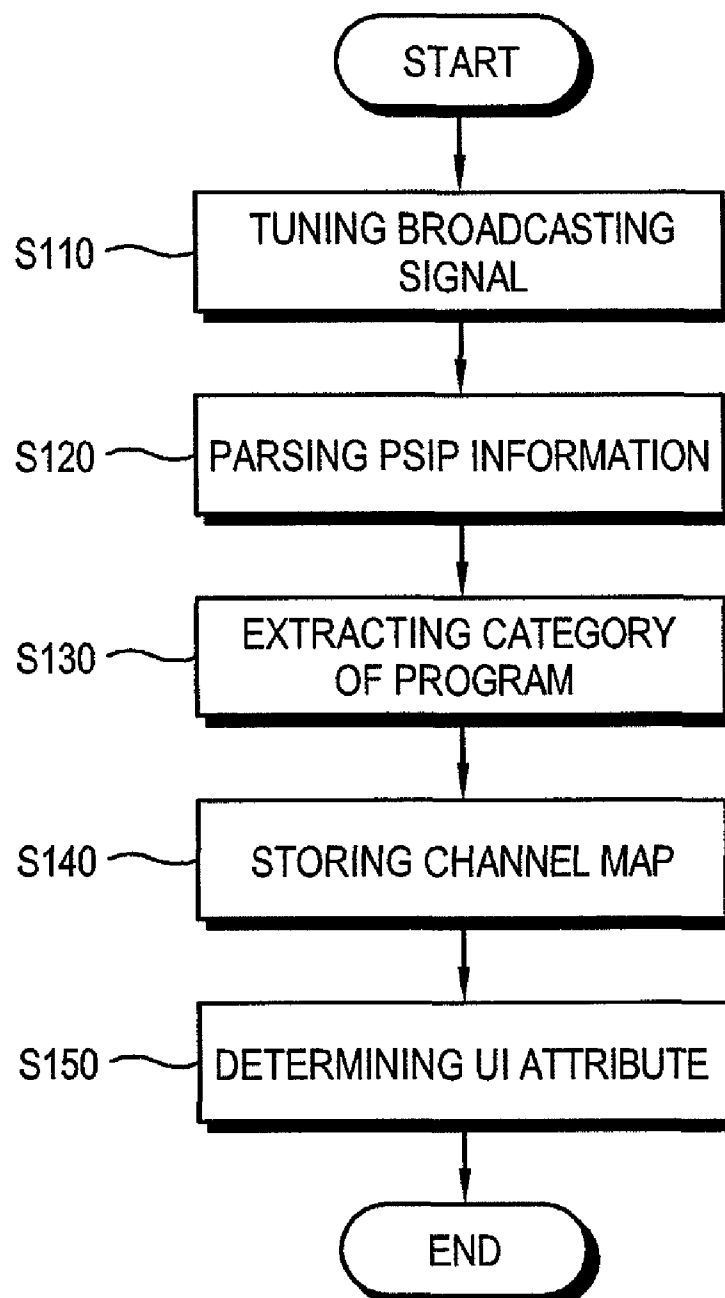 START
S110
TUNING BROADCASTING
SIGNAL
S120
PARSING PSIP INFORMATION
S130
EXTRACTING CATEGORY
OF PROGRAM
S140
STORING CHANNEL MAP
S150
DETERMINING UI ATTRIBUTE
END